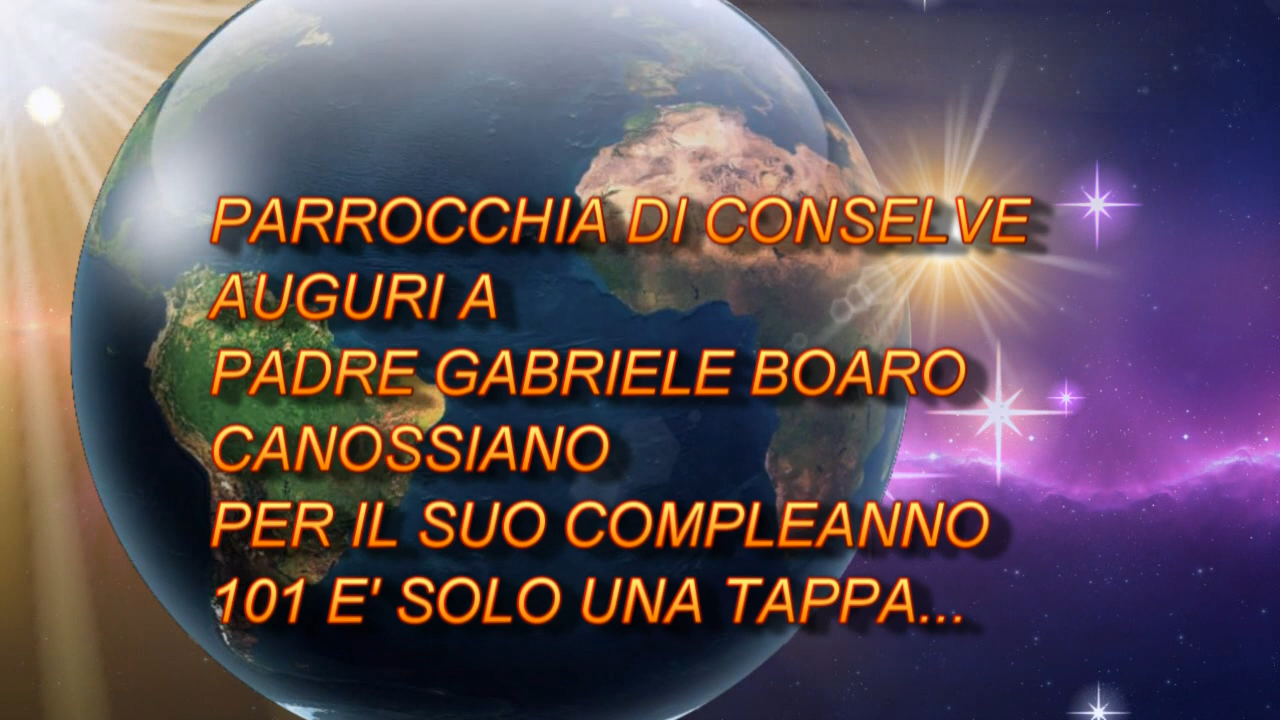 PARROCCHIA DI CONSELVE
AUGURI A
PADRE GABRIELE BOARO
CANOSSIANO
PER IL SUO COMPLEANNO
101 E' SOLO UNA TAPPA...